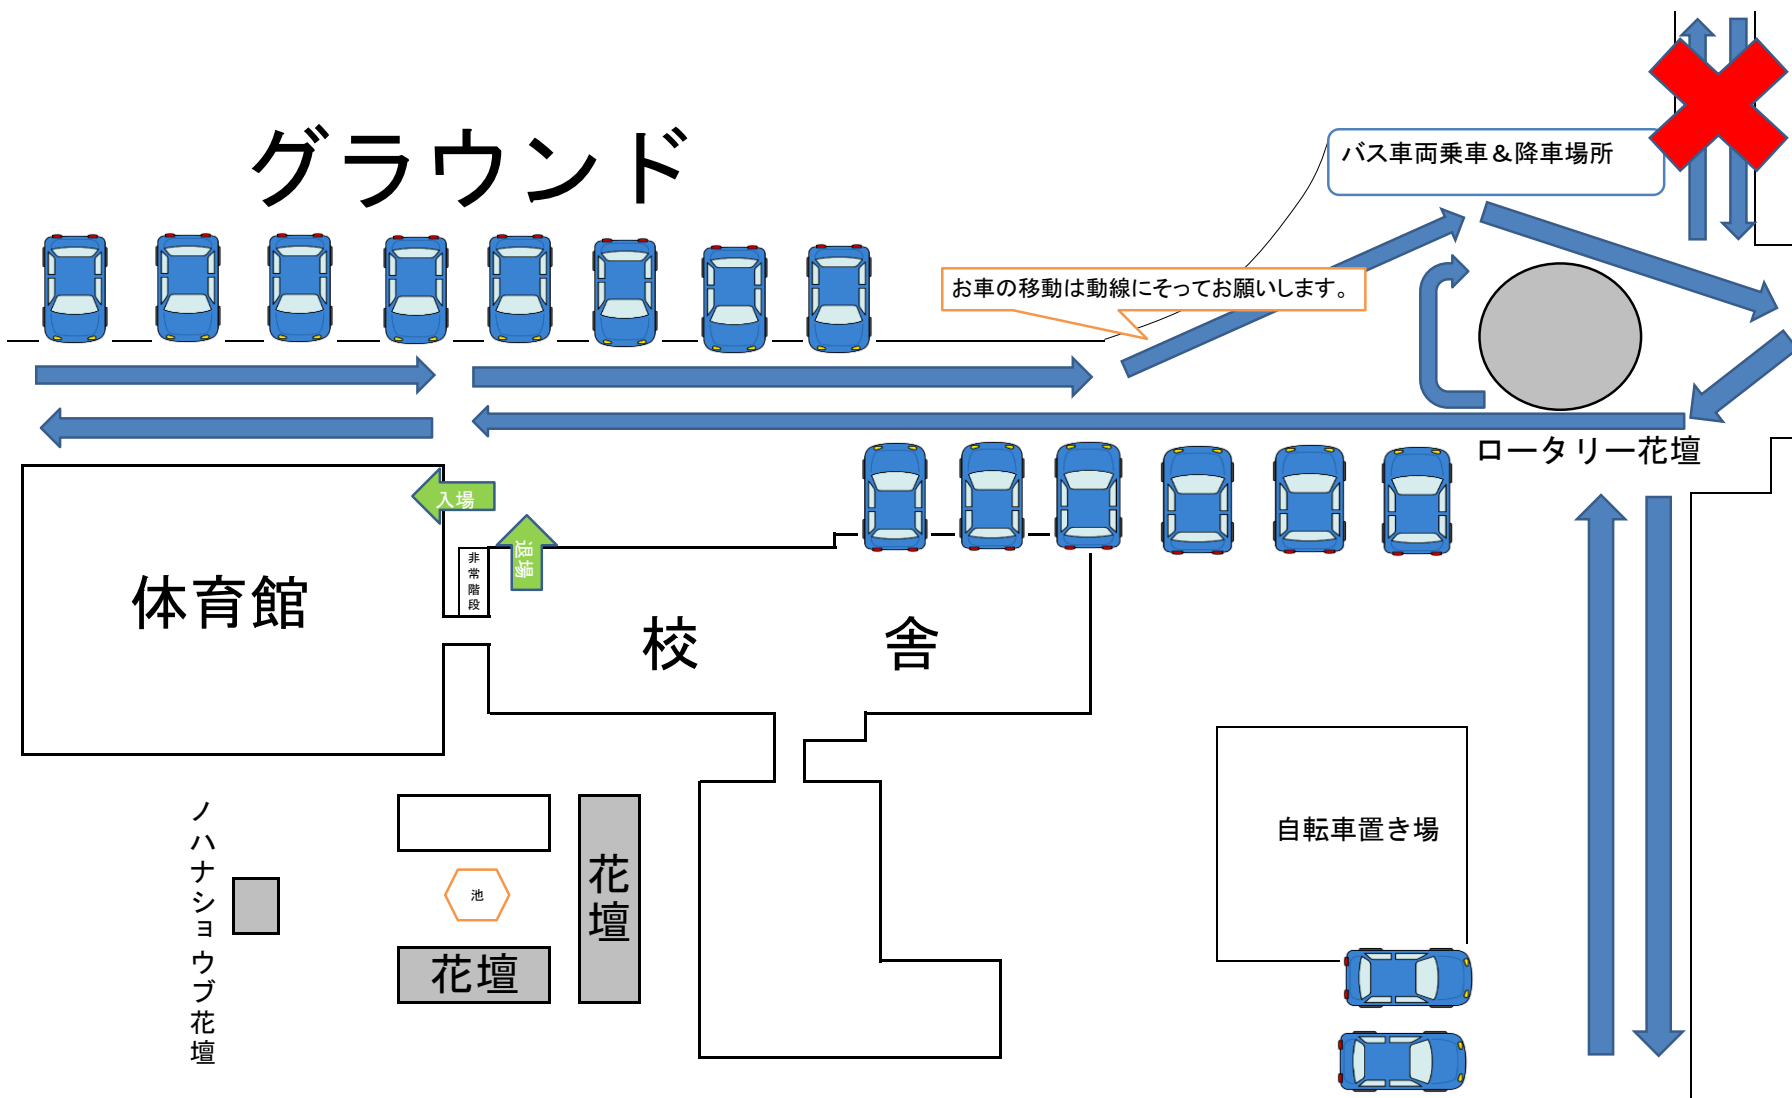 グラウンド
バス車両乗車＆降車場所
お車の移動は動線にそってお願いします。
ロータリー花壇
入場
退場
非常階段
体育館
校　舎
自転車置き場
ノハナショウブ花壇
池
花壇
花壇